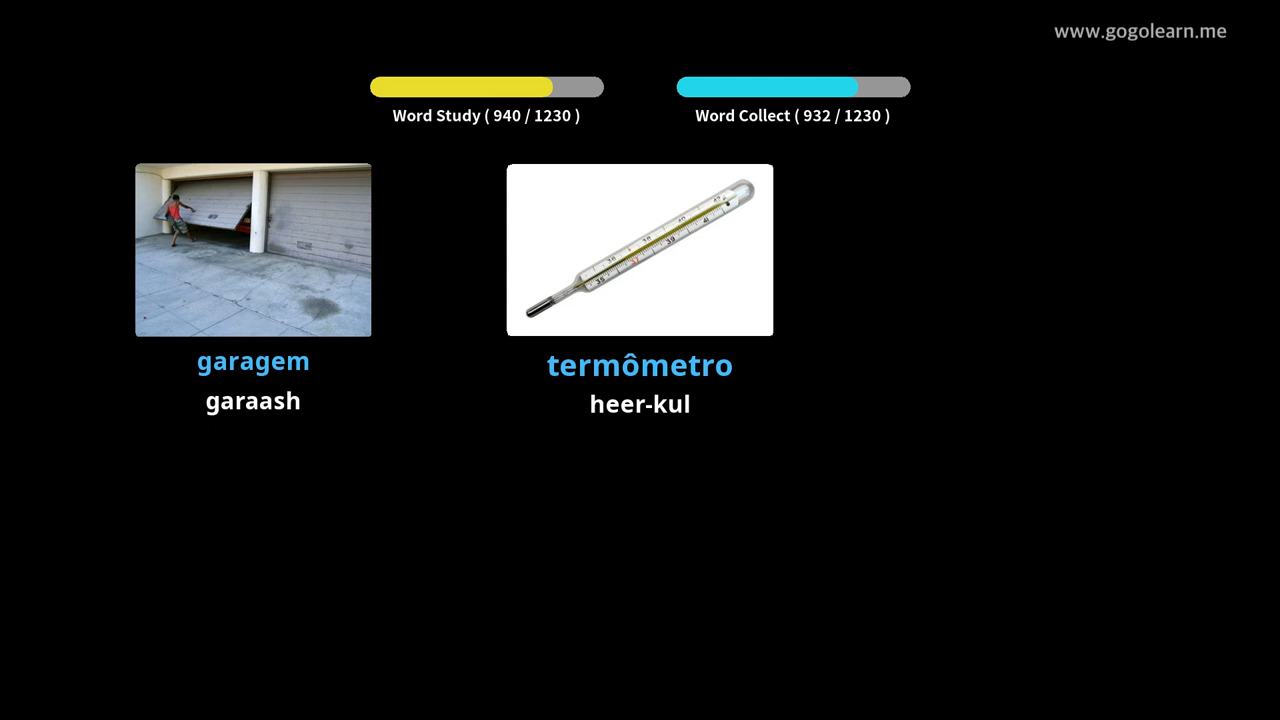 www.gogolearn.me
Word Study ( 940 / 1230 )
Word Collect ( 932 / 1230 )
garagem
garaash
termômetro
heer-kul